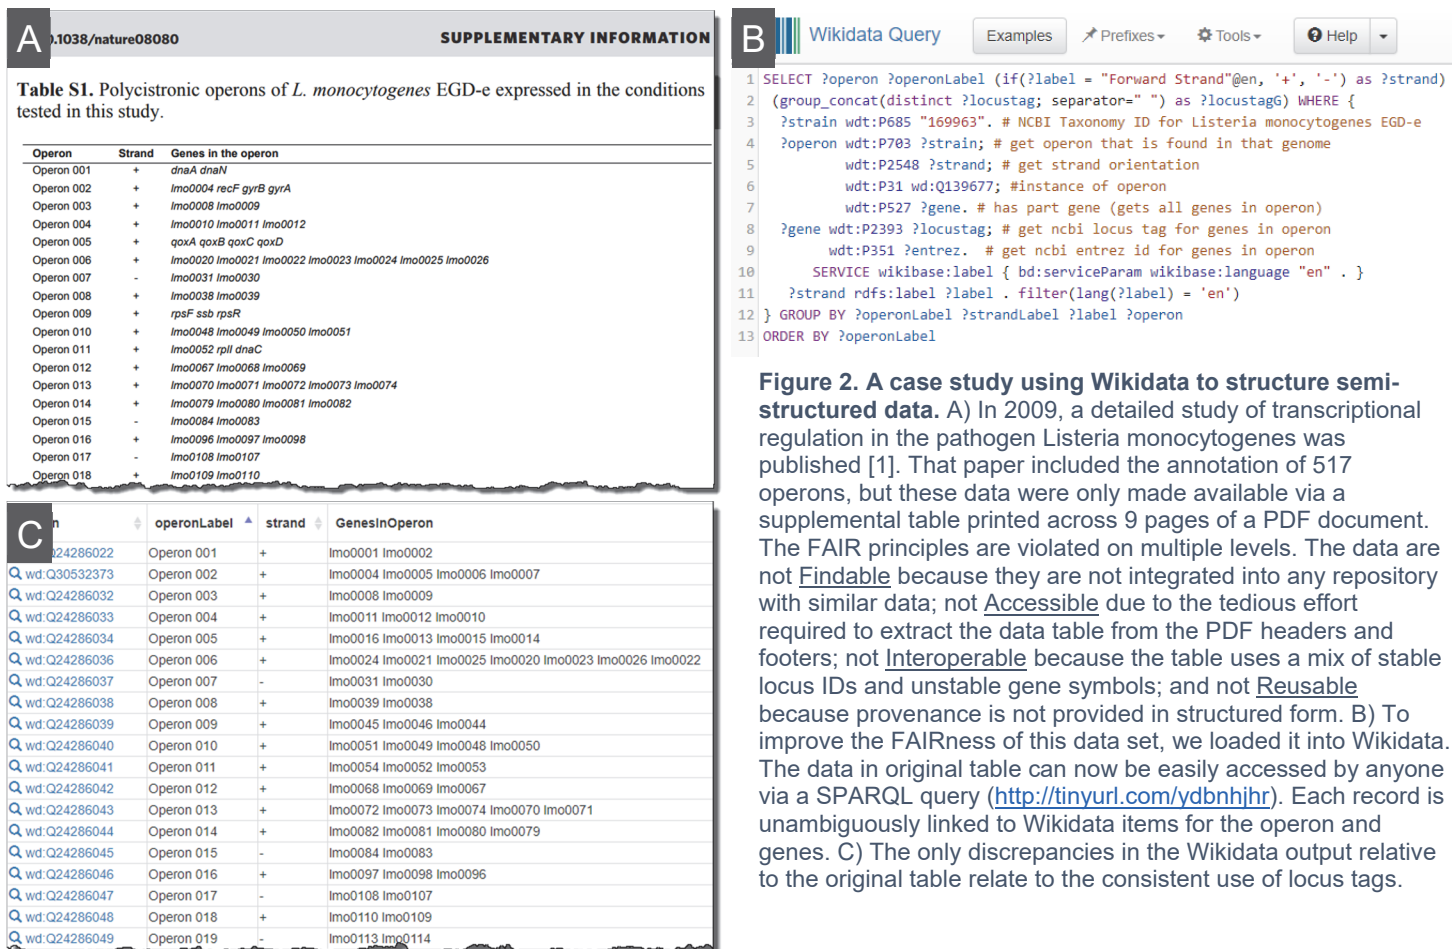 A
).1038/nature08080
SUPPLEMENTARY INFORMATION
Table S1. Polycistronic operons of L. monocytogenes EGD-e expressed in the conditions
tested in this study.
Operon Strand Genes in the operon
Operon 001 + dnaA dnaN
Operon 002 + lmo0004 recF gyrB gyrA
Operon 003 + lmo0008 lmo0009
Operon 004 + lmo0010 lmo0011 lmo0012
Operon 005 + qoxA qoxB qoxC qoxD
Operon 006 + lmo0020 lmo0021 lmo0022 lmo0023 lmo0024 lmo0025 lmo0026
Operon 007 - lmo0031 lmo0030
Operon 008 + lmo0038 lmo0039
Operon 009 + rpsF ssb rpsR
Operon 010 + lmo0048 lmo0049 lmo0050 lmo0051
Operon 011 + lmo0052 rplI dnaC
Operon 012 + lmo0067 lmo0068 lmo0069
Operon 013 + lmo0070 lmo0071 lmo0072 lmo0073 lmo0074
Operon 014 + lmo0079 lmo0080 lmo0081 lmo0082
Operon 015 - lmo0084 lmo0083
Operon 016 + lmo0096 lmo0097 lmo0098
Operon 017 - lmo0108 lmo0107
Operon 018 + lmo0109 lmo0110
C
n operonLabel strand GenesInOperon
Q24286022 Operon 001 + lmo0001 lmo0002
wd:Q30532373 Operon 002 + lmo0004 lmo0005 lmo0006 lmo0007
wd:Q24286032 Operon 003 + lmo0008 lmo0009
wd:Q24286033 Operon 004 + lmo0011 lmo0012 lmo0010
wd:Q24286034 Operon 005 + lmo0016 lmo0013 lmo0015 lmo0014
wd:Q24286036 Operon 006 + lmo0024 lmo0021 lmo0025 lmo0020 lmo0023 lmo0026 lmo0022
wd:Q24286037 Operon 007 - lmo0031 lmo0030
wd:Q24286038 Operon 008 + lmo0039 lmo0038
wd:Q24286039 Operon 009 + lmo0045 lmo0046 lmo0044
wd:Q24286040 Operon 010 + lmo0051 lmo0049 lmo0048 lmo0050
wd:Q24286041 Operon 011 + lmo0054 lmo0052 lmo0053
wd:Q24286042 Operon 012 + lmo0068 lmo0069 lmo0067
wd:Q24286043 Operon 013 + lmo0072 lmo0073 lmo0074 lmo0070 lmo0071
wd:Q24286044 Operon 014 + lmo0082 lmo0081 lmo0080 lmo0079
wd:Q24286045 Operon 015 - lmo0084 lmo0083
wd:Q24286046 Operon 016 + lmo0097 lmo0098 lmo0096
wd:Q24286047 Operon 017 - lmo0108 lmo0107
wd:Q24286048 Operon 018 + lmo0110 lmo0109
wd:Q24286049 Operon 019 - lmo0113 lmo0114
B
Wikidata Query Examples Prefixes Tools Help
1 SELECT ?operon ?operonLabel (if(?label = "Forward Strand"@en, '+', '-') as ?strand)
2 (group_concat(distinct ?locustag; separator=" ") as ?locustagG) WHERE {
3 ?strain wdt:P685 "169963". # NCBI Taxonomy ID for Listeria monocytogenes EGD-e
4 ?operon wdt:P703 ?strain; # get operon that is found in that genome
5 wdt:P2548 ?strand; # get strand orientation
6 wdt:P31 wd:Q139677; #instance of operon
7 wdt:P527 ?gene. # has part gene (gets all genes in operon)
8 ?gene wdt:P2393 ?locustag; # get ncbi locus tag for genes in operon
9 wdt:P351 ?entrez. # get ncbi entrez id for genes in operon
10 SERVICE wikibase:label { bd:serviceParam wikibase:language "en" . }
11 ?strand rdfs:label ?label . filter(lang(?label) = 'en')
12 } GROUP BY ?operonLabel ?strandLabel ?label ?operon
13 ORDER BY ?operonLabel
Figure 2. A case study using Wikidata to structure semi-
structured data. A) In 2009, a detailed study of transcriptional
regulation in the pathogen Listeria monocytogenes was
published [1]. That paper included the annotation of 517
operons, but these data were only made available via a
supplemental table printed across 9 pages of a PDF document.
The FAIR principles are violated on multiple levels. The data are
not Findable because they are not integrated into any repository
with similar data; not Accessible due to the tedious effort
required to extract the data table from the PDF headers and
footers; not Interoperable because the table uses a mix of stable
locus IDs and unstable gene symbols; and not Reusable
because provenance is not provided in structured form. B) To
improve the FAIRness of this data set, we loaded it into Wikidata.
The data in original table can now be easily accessed by anyone
via a SPARQL query (http://tinyurl.com/ydbnhjhr). Each record is
unambiguously linked to Wikidata items for the operon and
genes. C) The only discrepancies in the Wikidata output relative
to the original table relate to the consistent use of locus tags.